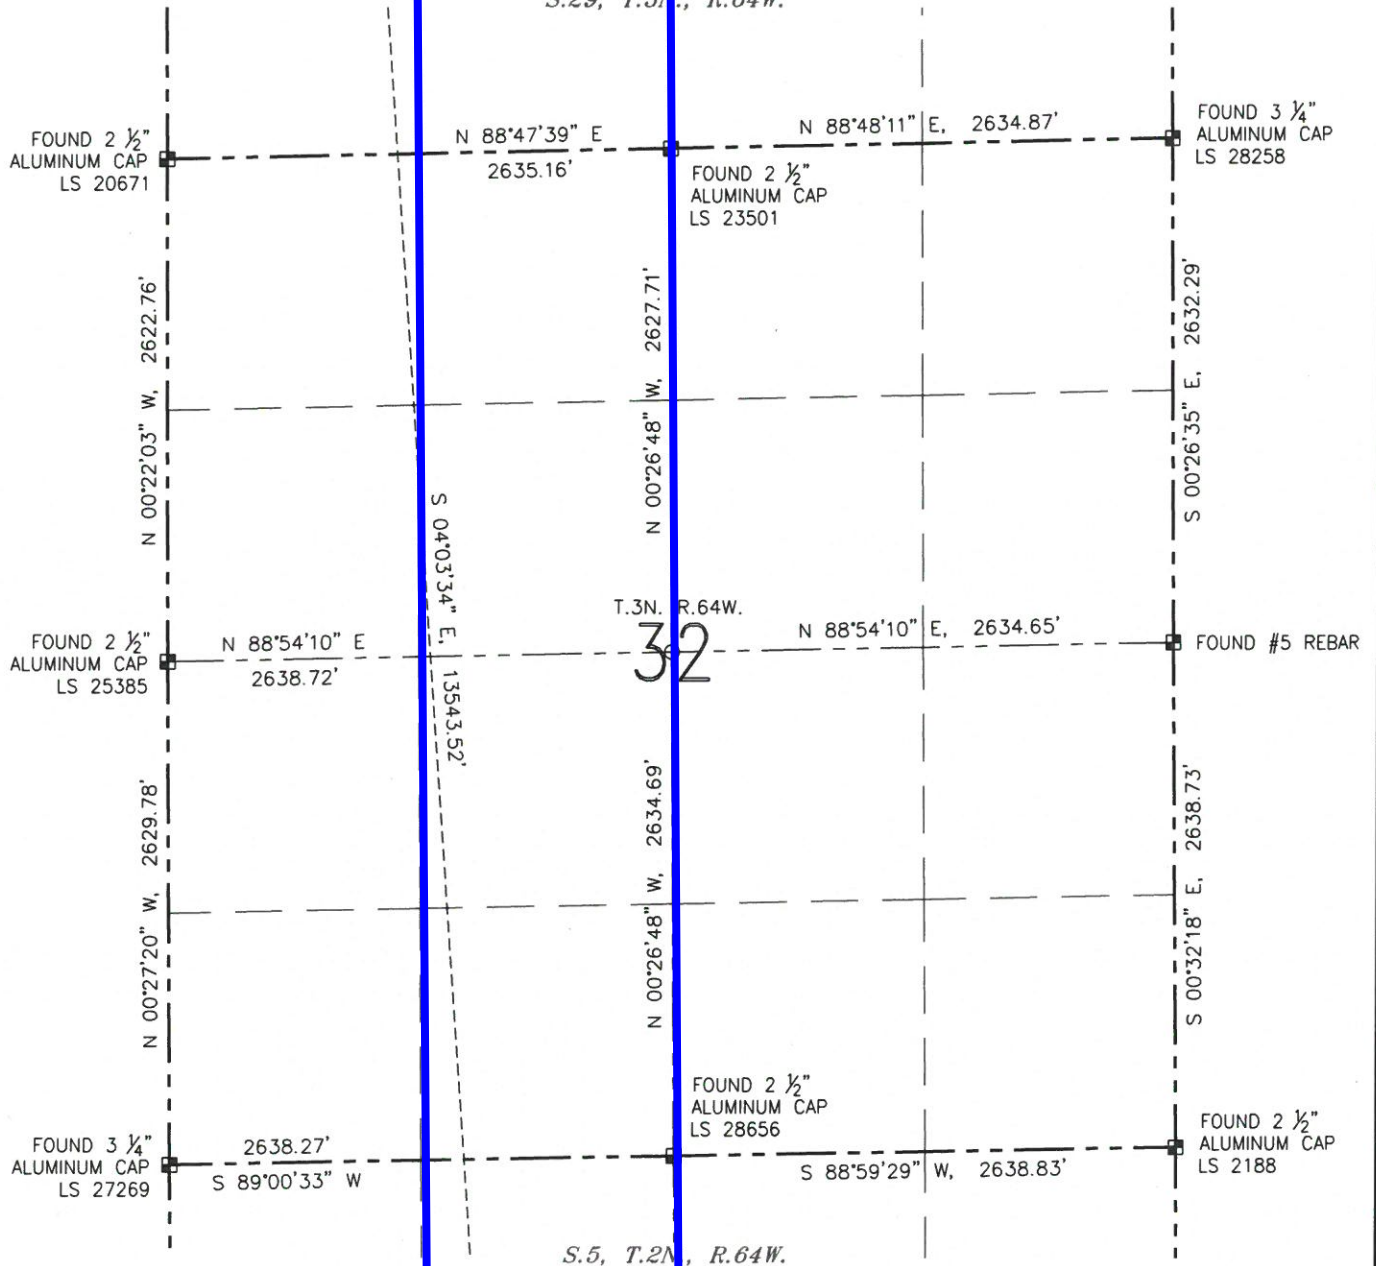 S.29, T.3N., R.64W.
FOUND 2 ½"
ALUMINUM CAP
LS 20671
N 88°47'39" E
2635.16'
FOUND 2 ½"
ALUMINUM CAP
LS 23501
N 88°48'11" E, 2634.87'
FOUND 3 ¼"
ALUMINUM CAP
LS 28258
N 00°22'03" W, 2622.76'
N 00°26'48" W, 2627.71'
S 00°26'35" E, 2632.29'
S 04°03'34" E, 13543.52'
T.3N. R.64W.
32
FOUND 2 ½"
ALUMINUM CAP
LS 25385
N 88°54'10" E
2638.72'
N 88°54'10" E, 2634.65'
FOUND #5 REBAR
N 00°27'20" W, 2629.78'
N 00°26'48" W, 2634.69'
S 00°32'18" E, 2638.73'
FOUND 3 ¼"
ALUMINUM CAP
LS 27269
2638.27'
S 89°00'33" W
FOUND 2 ½"
ALUMINUM CAP
LS 28656
S 88°59'29" W, 2638.83'
FOUND 2 ½"
ALUMINUM CAP
LS 2188
S.5, T.2N., R.64W.